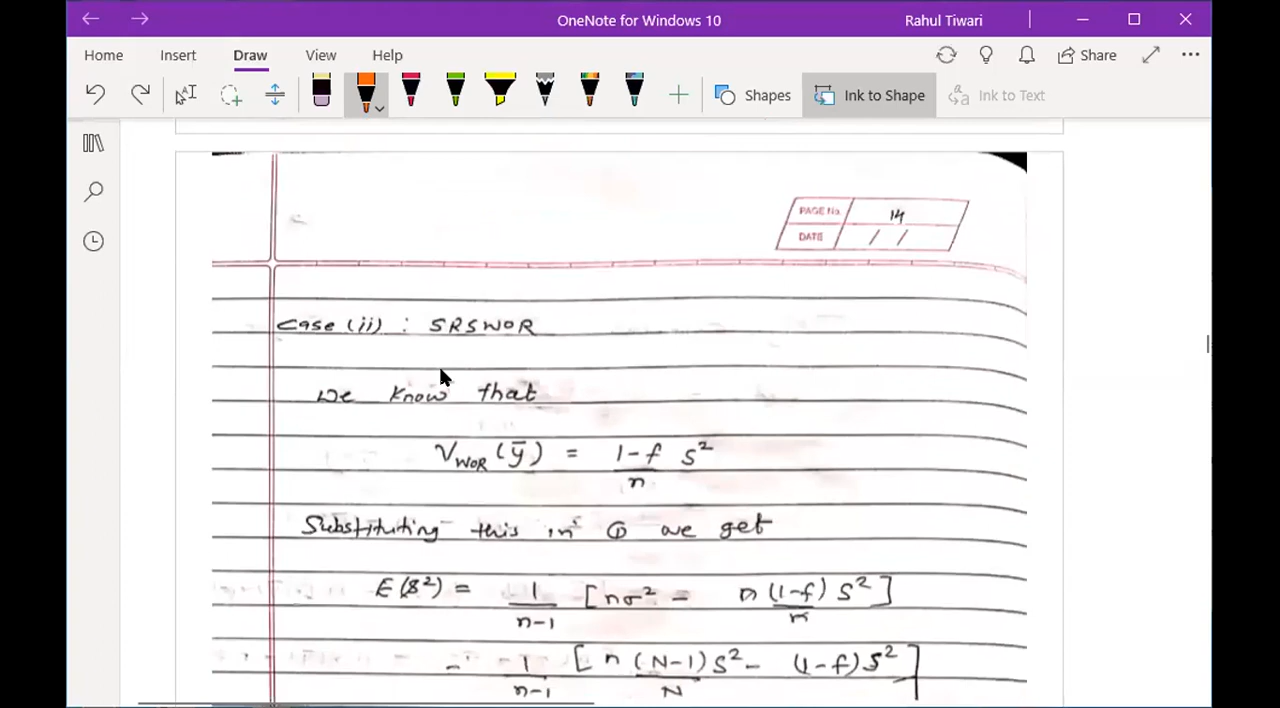 OneNote for Windows 10
Rahul Tiwari
Home Insert Draw View Help
Share
Shapes
Ink to Shape
Ink to Text
PAGE No. 14
DATE / /
Case (ii) : SRSWOR
We know that
V_WOR (ȳ) = (1-f)/n S²
Substituting this in ① we get
E(s²) = 1/(n-1) [nσ² - n (1-f)/n S²]
= 1/(n-1) [n (N-1)/N S² - (1-f)S²]